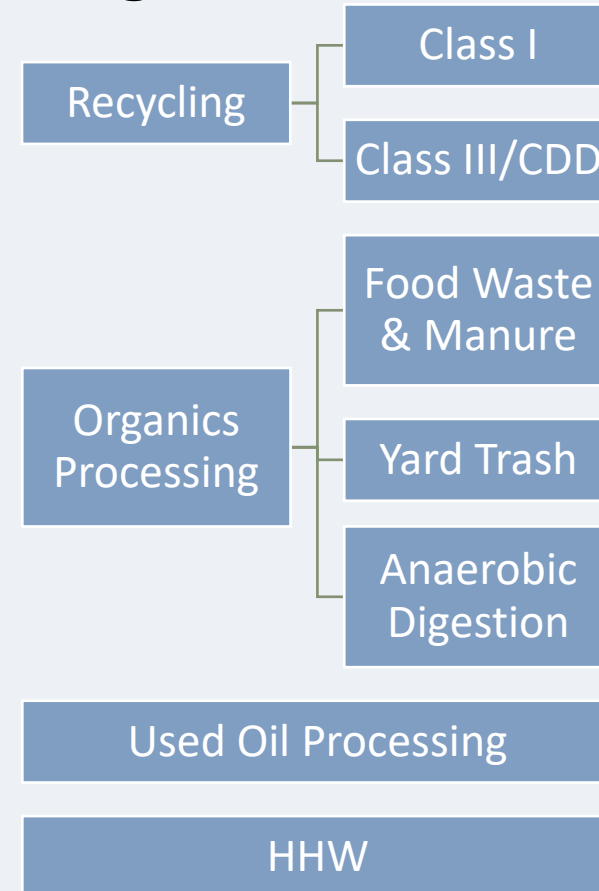 Recycling
Class I
Class III/CDD
Organics
Processing
Food Waste
& Manure
Yard Trash
Anaerobic
Digestion
Used Oil Processing
HHW